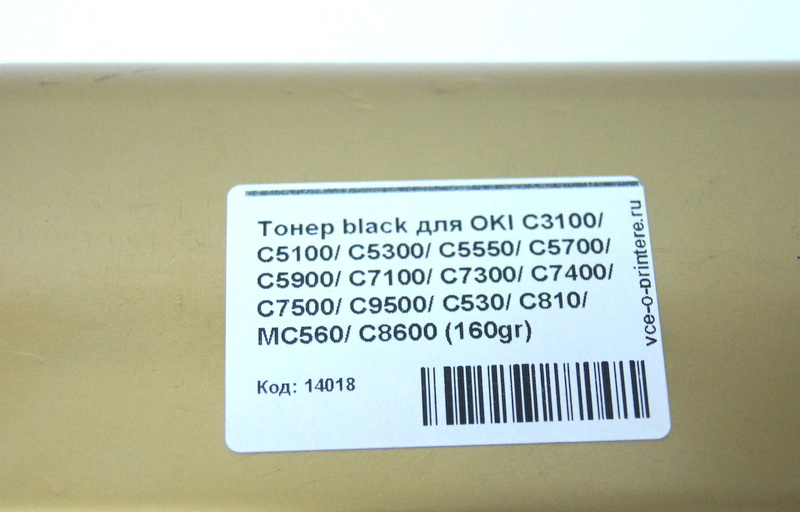 Тонер black для OKI C3100/
C5100/ C5300/ C5550/ C5700/
C5900/ C7100/ C7300/ C7400/
C7500/ C9500/ C530/ C810/
MC560/ C8600 (160gr)
Код: 14018
vce-o-printere.ru